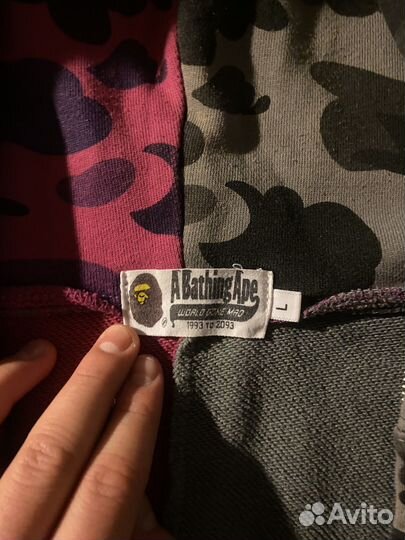 A Bathing Ape
®
WORLD GONE MAD
1993 TO 2093
L
Avito